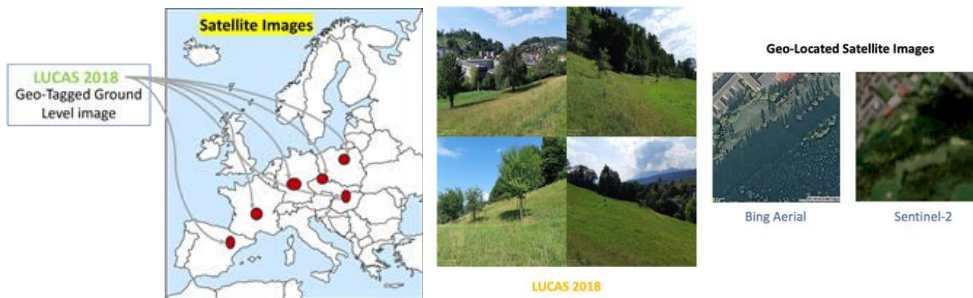 LUCAS 2018
Geo-Tagged Ground
Level image
Satellite Images
LUCAS 2018
Geo-Located Satellite Images
Bing Aerial
Sentinel-2